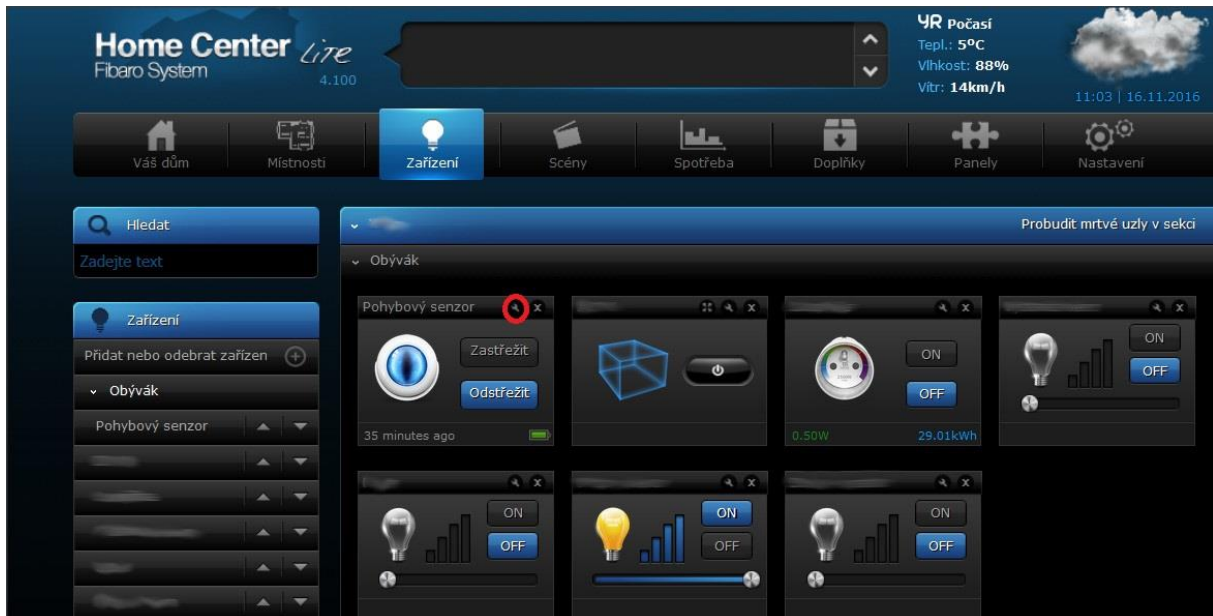 Home Center Lite
Fibaro System
4.100
YR Počasí
Tepl.: 5°C
Vlhkost: 88%
Vítr: 14km/h
11:03 | 16.11.2016
Váš dům
Místnosti
Zařízení
Scény
Spotřeba
Doplňky
Panely
Nastavení
Hledat
Zadejte text
Zařízení
Přidat nebo odebrat zařízen
Obývák
Pohybový senzor
Probudit mrtvé uzly v sekci
Obývák
Pohybový senzor
Zastřežit
Odstřežit
35 minutes ago
ON
OFF
0.50W 29.01kWh
ON
OFF
ON
OFF
ON
OFF
ON
OFF